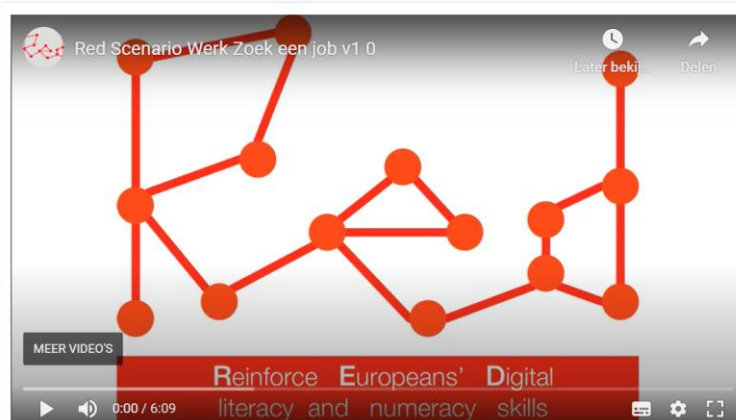 Red Scenario Werk Zoek een job v1 0
Later bekij...
Delen
MEER VIDEO'S
Reinforce Europeans' Digital
literacy and numeracy skills
0:00 / 6:09